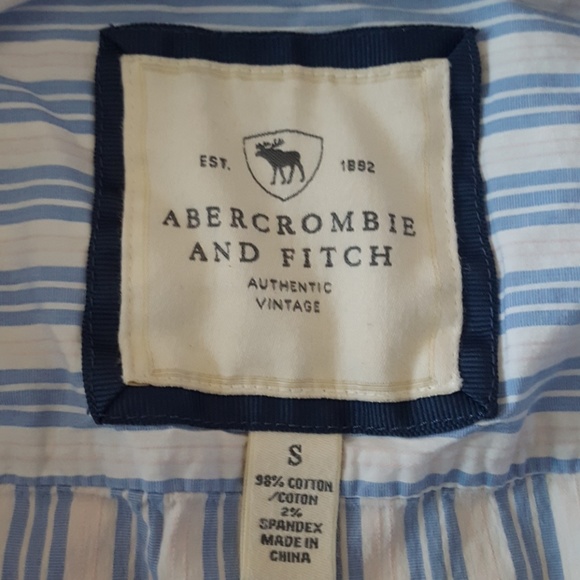 EST. 1892
ABERCROMBIE
AND FITCH
AUTHENTIC
VINTAGE
S
98% COTTON
/COTON
2%
SPANDEX
MADE IN
CHINA